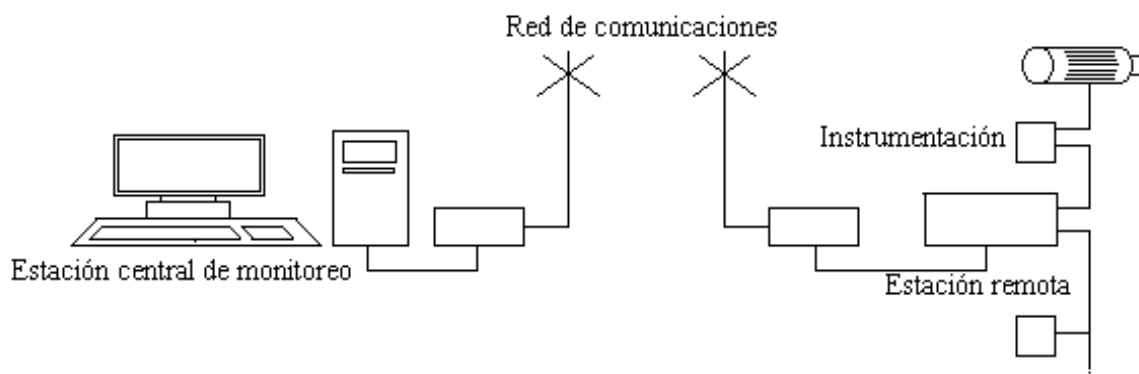 Red de comunicaciones
Instrumentación
Estación central de monitoreo
Estación remota